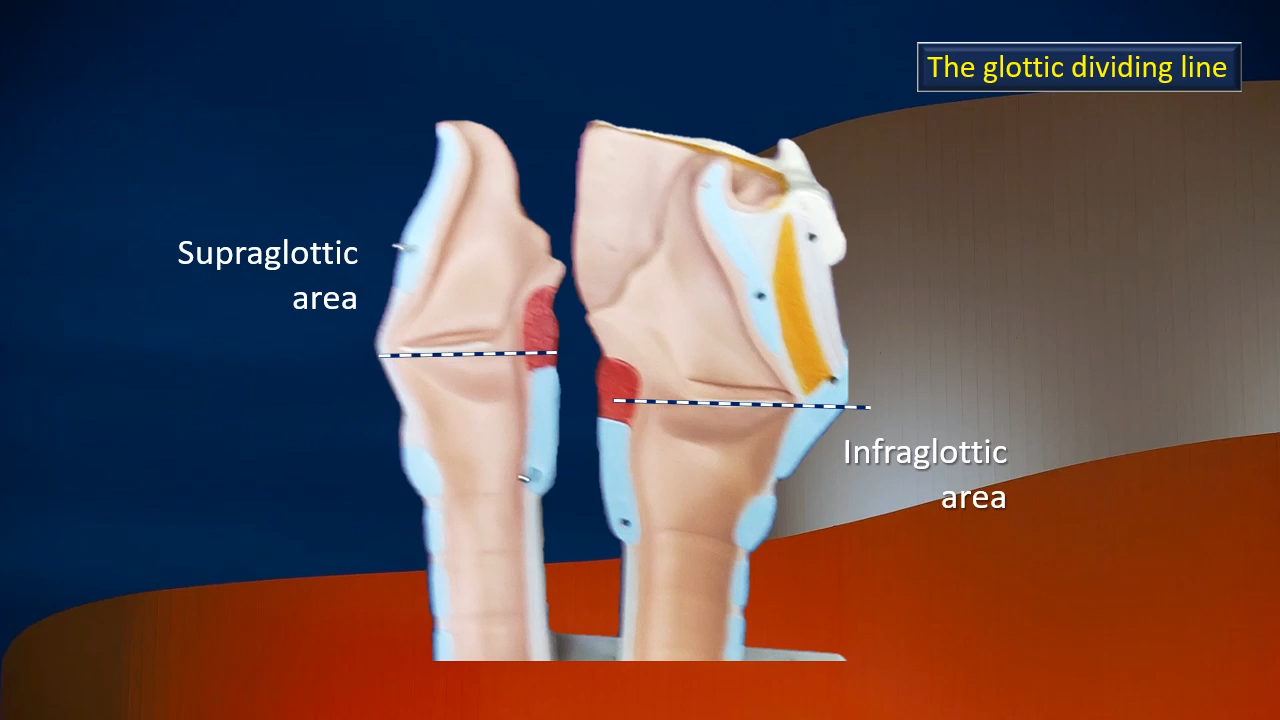 The glottic dividing line
Supraglottic
area
Infraglottic
area